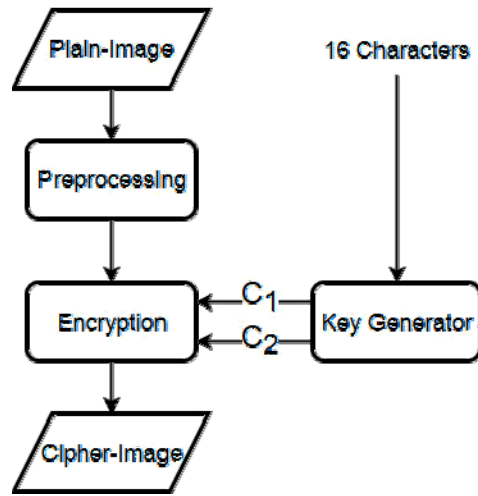 Plain-Image
16 Characters
Preprocessing
Encryption
C1
C2
Key Generator
Cipher-Image